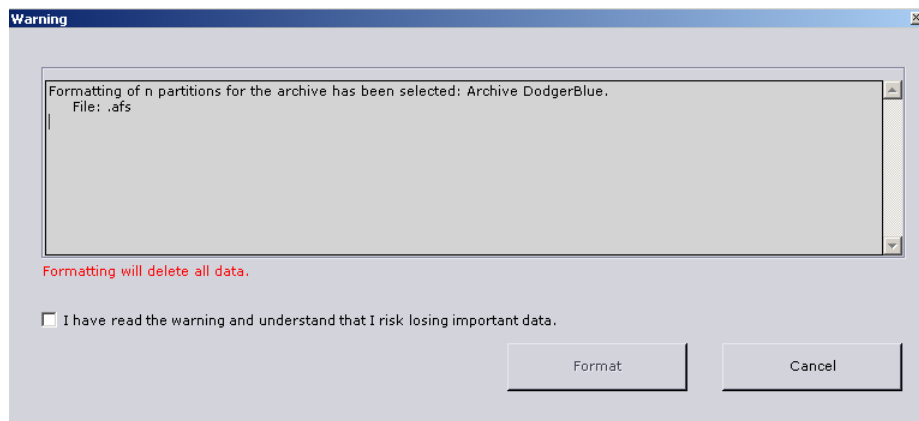 Warning
Formatting of n partitions for the archive has been selected: Archive DodgerBlue.
File: .afs
Formatting will delete all data.
I have read the warning and understand that I risk losing important data.
Format
Cancel